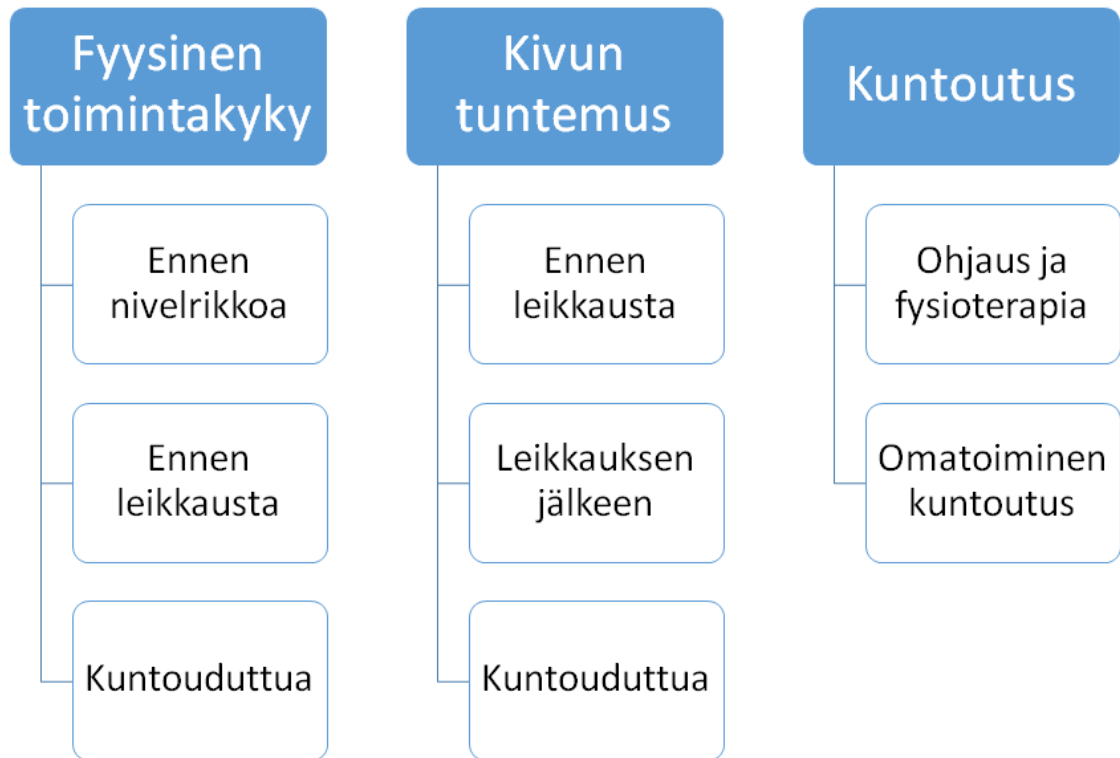 Fyysinen
toimintakyky
Ennen
nivelrikkoa
Ennen
leikkausta
Kuntouduttua
Kivun
tuntemus
Ennen
leikkausta
Leikkauksen
jälkeen
Kuntouduttua
Kuntoutus
Ohjaus ja
fysioterapia
Omatoiminen
kuntoutus